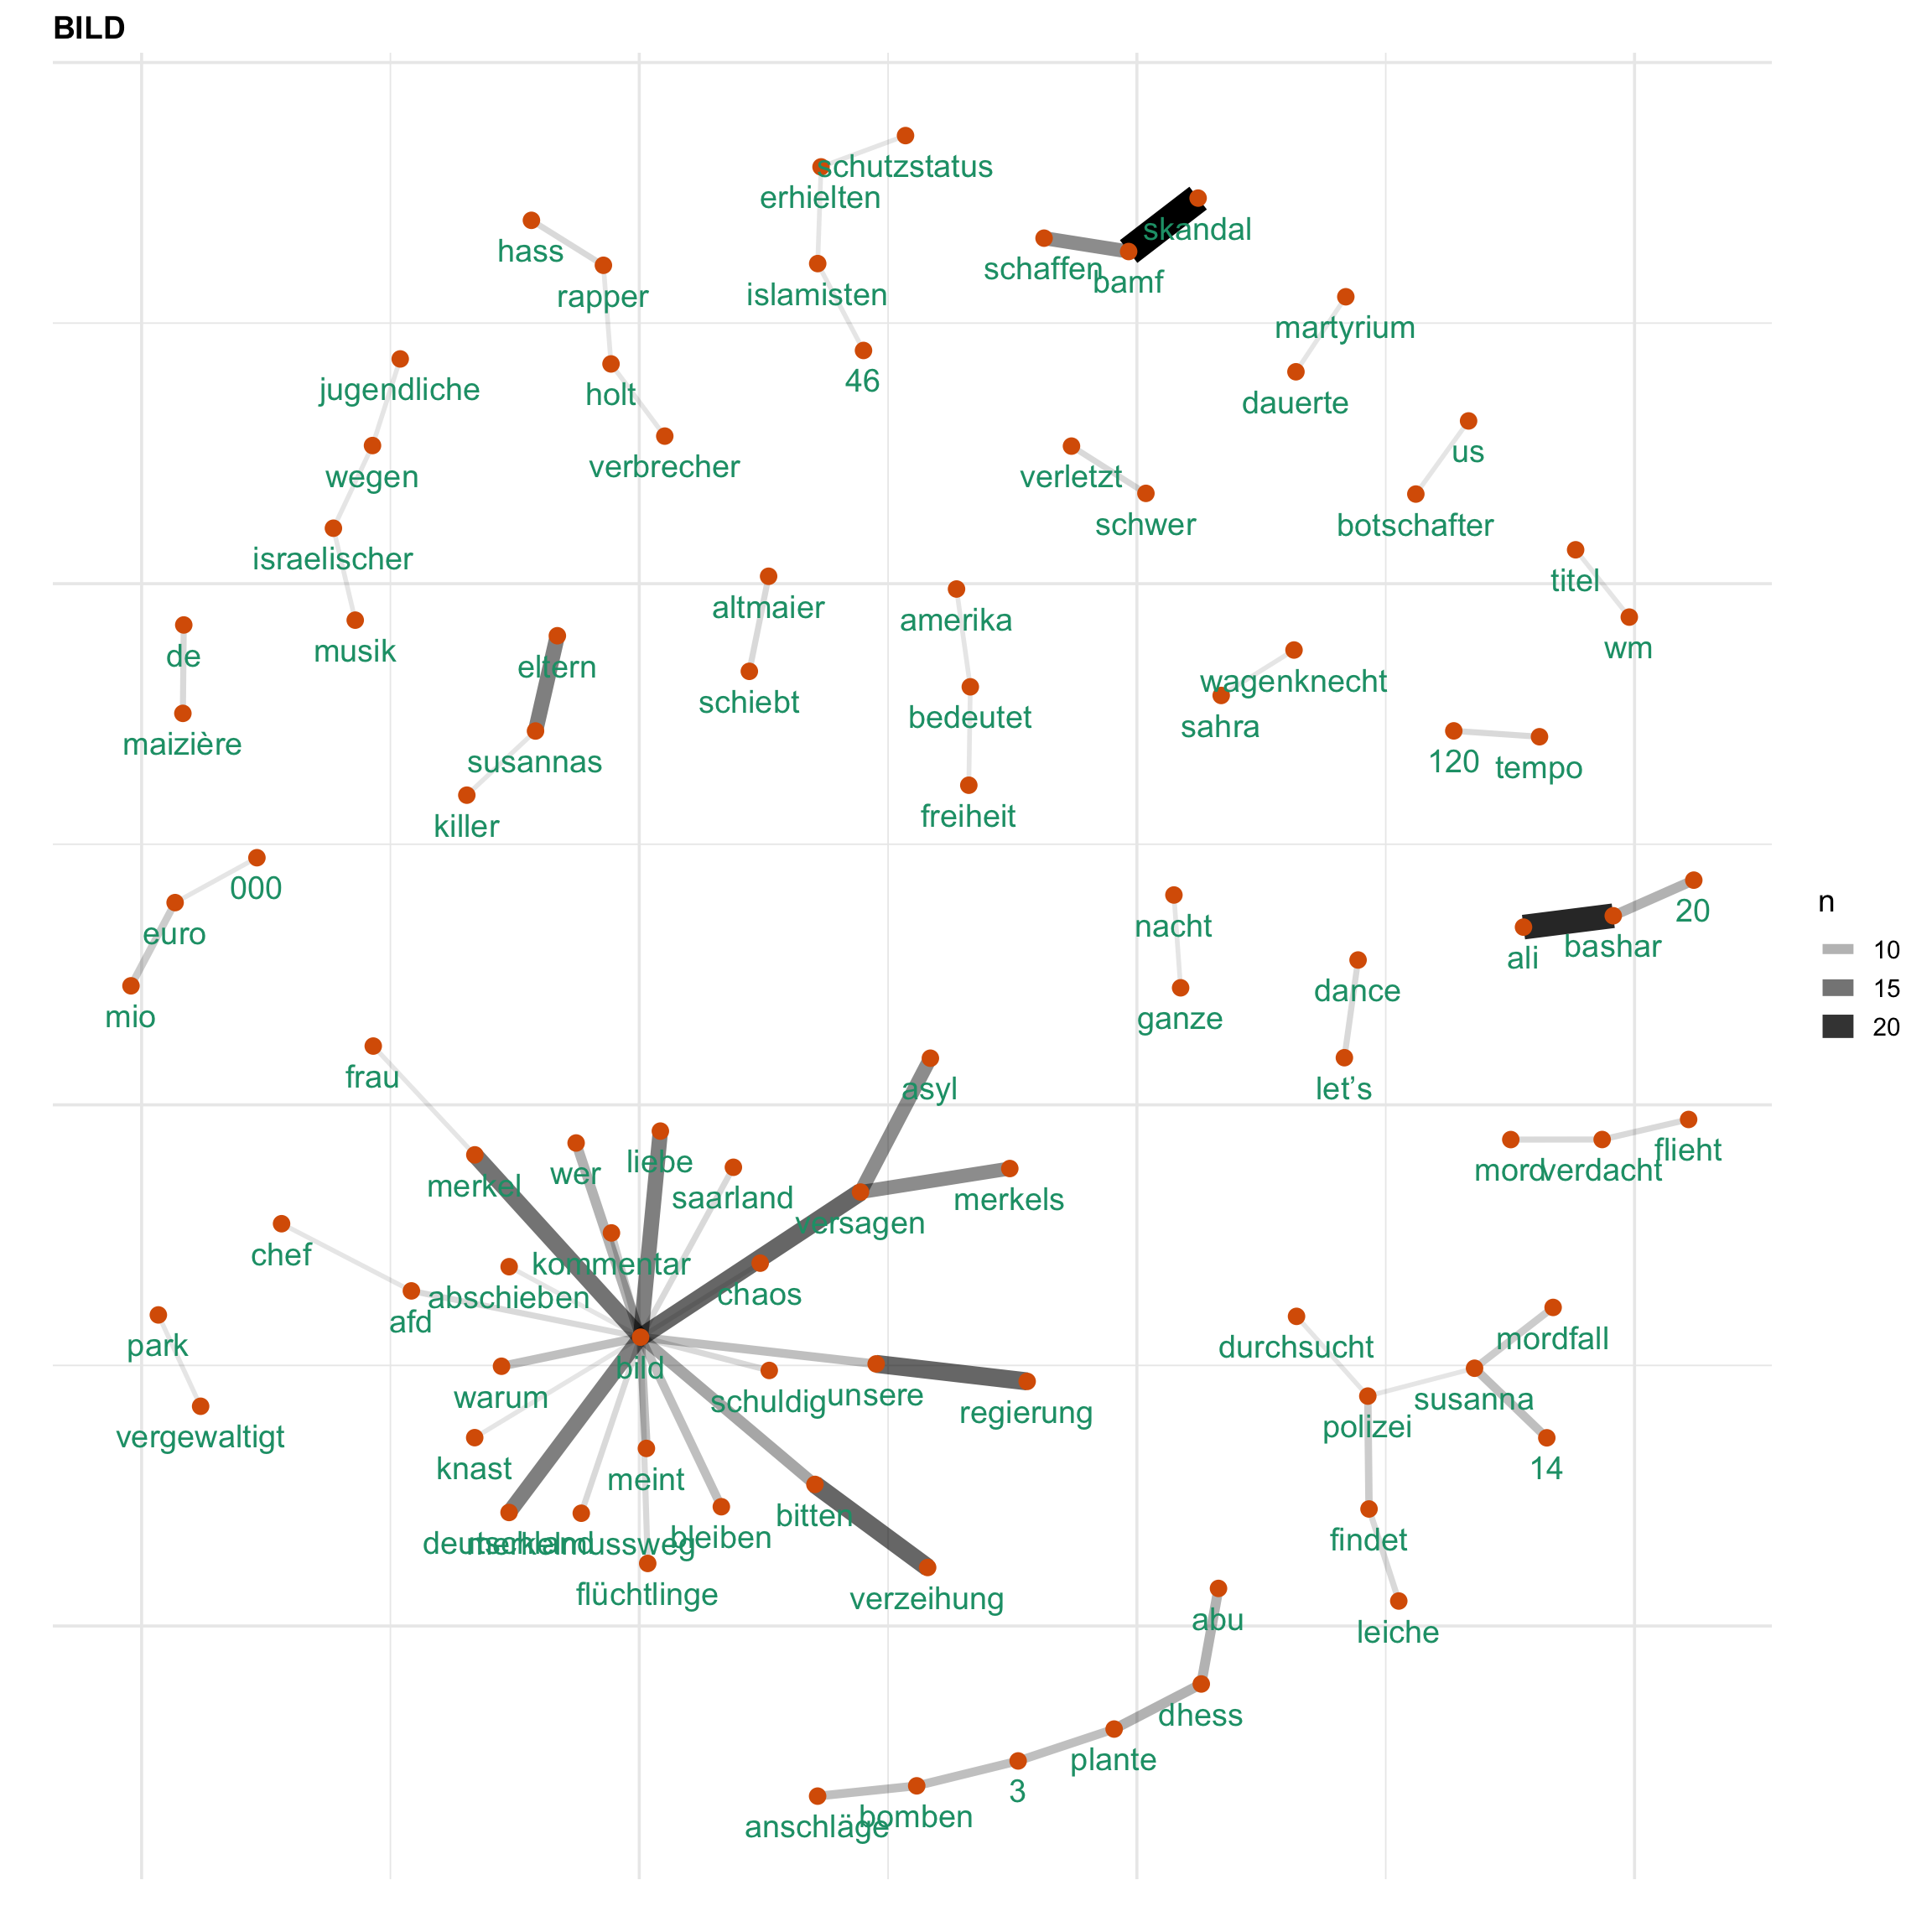 BILD
schutzstatus
erhielten
skandal
hass
schaffen
bamf
rapper
islamisten
martyrium
46
jugendliche
holt
dauerte
us
wegen
verbrecher
verletzt
schwer
botschafter
israelischer
titel
altmaier
amerika
musik
wm
de
eltern
wagenknecht
schiebt
bedeutet
sahra
maizière
susannas
120
tempo
killer
freiheit
000
20
euro
nacht
bashar
ali
n
10
mio
ganze
dance
15
20
frau
asyl
let's
liebe
flieht
wer
mord
verdacht
merkel
saarland
merkels
versagen
chef
kommentar
abschieben
chaos
afd
park
bild
durchsucht
mordfall
warum
schuldig
unsere
susanna
regierung
polizei
vergewaltigt
knast
meint
14
bitten
bleiben
deutschland
merkelmussweg
findet
flüchtlinge
verzeihung
abu
leiche
dhess
plante
3
bomben
anschläge